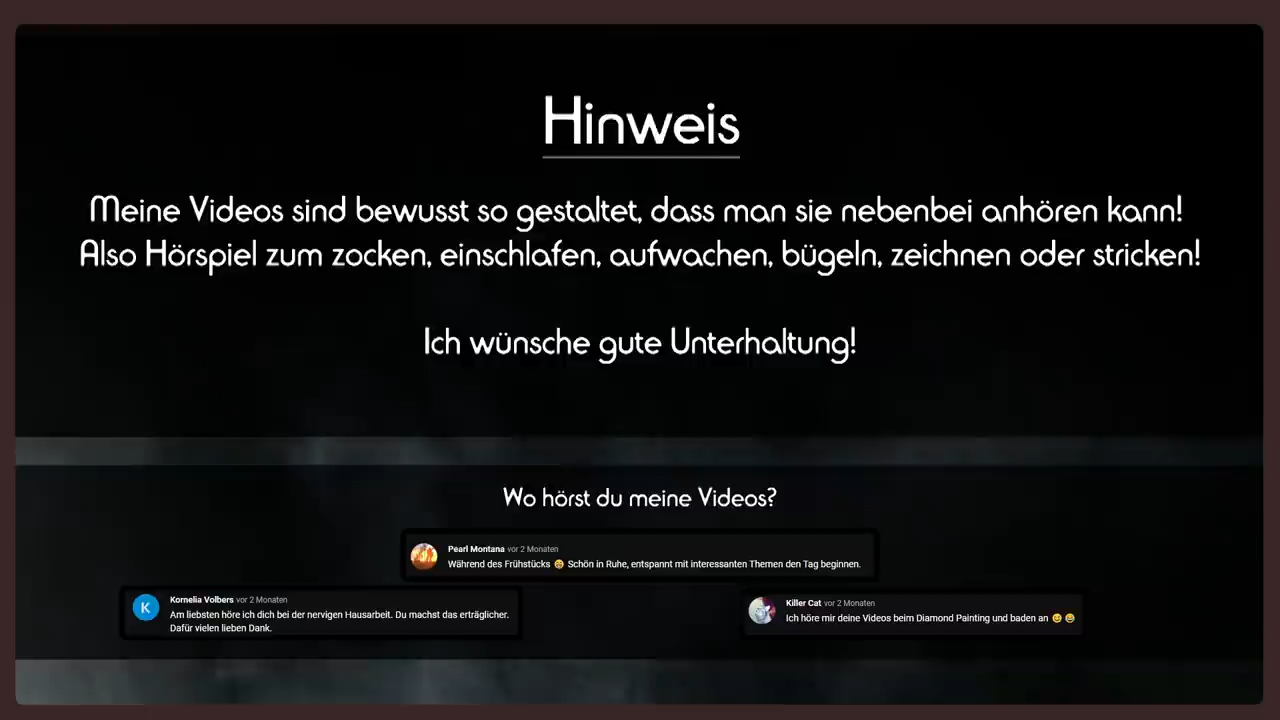 Hinweis
Meine Videos sind bewusst so gestaltet, dass man sie nebenbei anhören kann!
Also Hörspiel zum zocken, einschlafen, aufwachen, bügeln, zeichnen oder stricken!
Ich wünsche gute Unterhaltung!
Wo hörst du meine Videos?
Pearl Montana vor 2 Monaten
Während des Frühstücks 😊 Schön in Ruhe, entspannt mit interessanten Themen den Tag beginnen.
K
Kornelia Volbers vor 2 Monaten
Am liebsten höre ich dich bei der nervigen Hausarbeit. Du machst das erträglicher.
Dafür vielen lieben Dank.
Killer Cat vor 2 Monaten
Ich höre mir deine Videos beim Diamond Painting und baden an 😊 😂